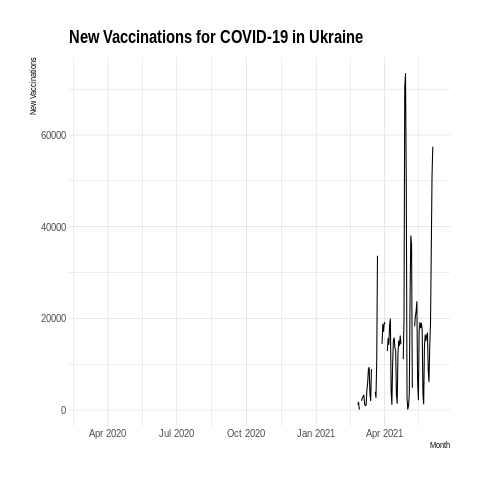 New Vaccinations for COVID-19 in Ukraine
New Vaccinations
60000
40000
20000
0
Apr 2020 Jul 2020 Oct 2020 Jan 2021 Apr 2021
Month